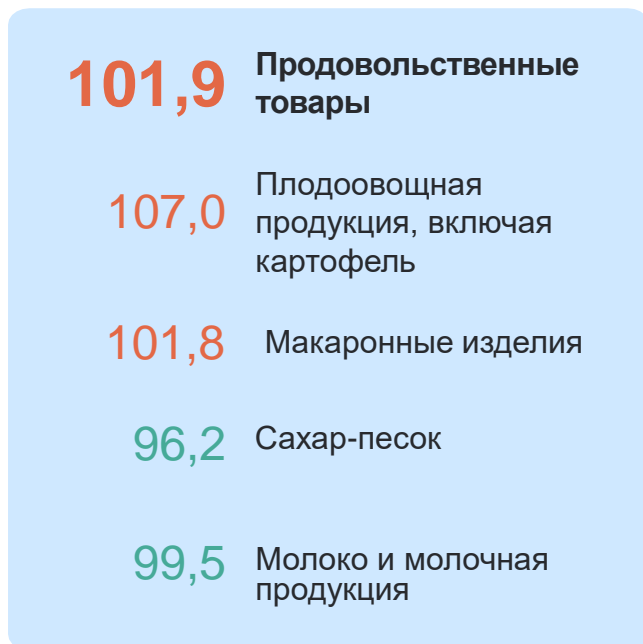 101,9 Продовольственные
товары
107,0 Плодоовощная
продукция, включая
картофель
101,8 Макаронные изделия
96,2 Сахар-песок
99,5 Молоко и молочная
продукция